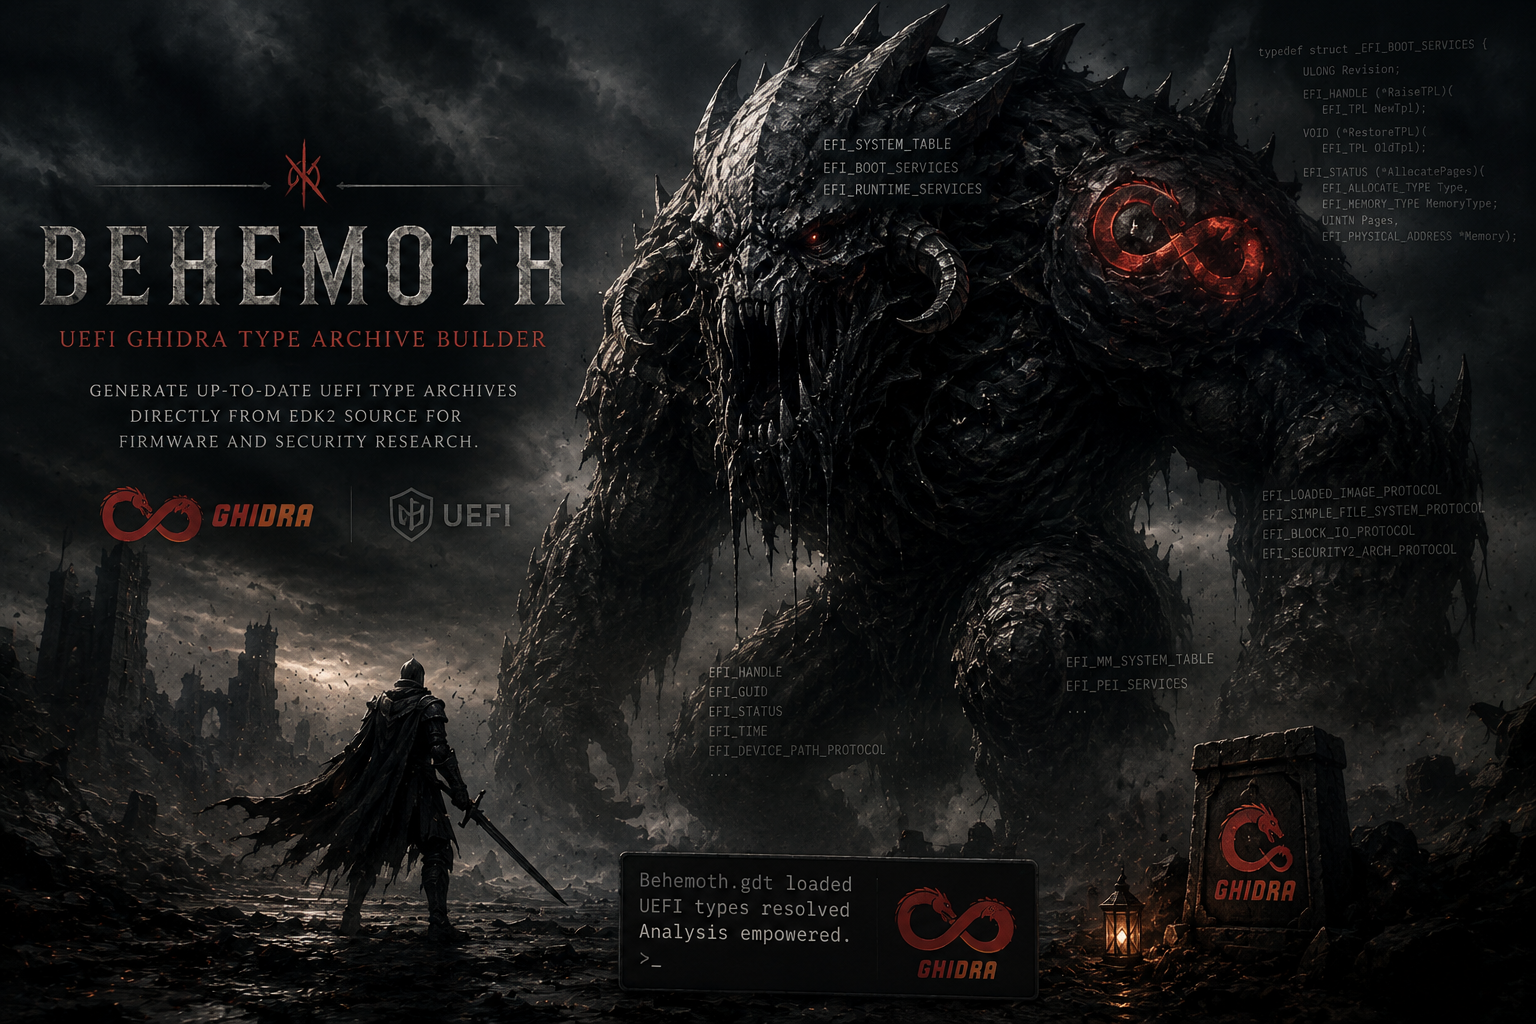 BEHEMOTH
UEFI GHIDRA TYPE ARCHIVE BUILDER
GENERATE UP-TO-DATE UEFI TYPE ARCHIVES
DIRECTLY FROM EDK2 SOURCE FOR
FIRMWARE AND SECURITY RESEARCH.
GHIDRA
UEFI
EFI_SYSTEM_TABLE
EFI_BOOT_SERVICES
EFI_RUNTIME_SERVICES
typedef struct _EFI_BOOT_SERVICES {
ULONG Revision;
EFI_HANDLE (*RaiseTPL)(
EFI_TPL NewTpl);
VOID (*RestoreTPL)(
EFI_TPL OldTpl);
EFI_STATUS (*AllocatePages)(
EFI_ALLOCATE_TYPE Type,
EFI_MEMORY_TYPE MemoryType;
UINTN Pages,
EFI_PHYSICAL_ADDRESS *Memory);
EFI_LOADED_IMAGE_PROTOCOL
EFI_SIMPLE_FILE_SYSTEM_PROTOCOL
EFI_BLOCK_IO_PROTOCOL
EFI_SECURITY2_ARCH_PROTOCOL
...
EFI_HANDLE
EFI_GUID
EFI_STATUS
EFI_TIME
EFI_DEVICE_PATH_PROTOCOL
...
EFI_MM_SYSTEM_TABLE
EFI_PEI_SERVICES
...
Behemoth.gdt loaded
UEFI types resolved
Analysis empowered.
>_
GHIDRA
GHIDRA